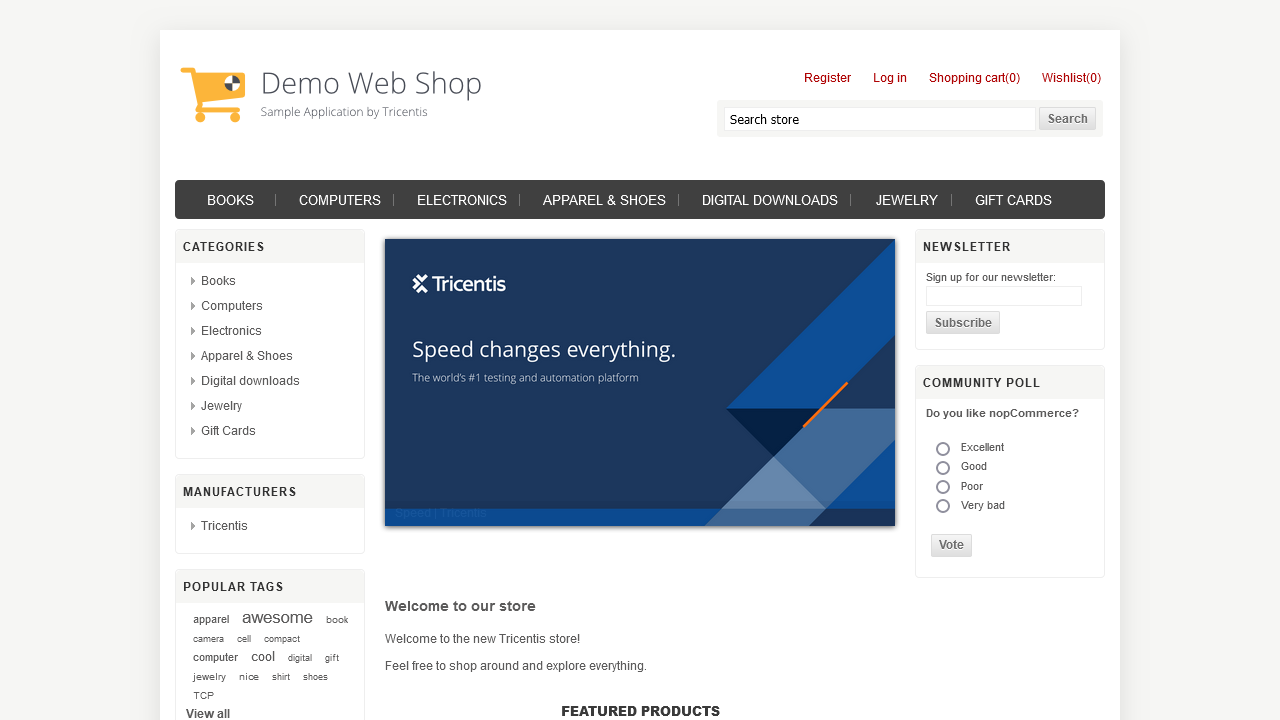 Demo Web Shop
Sample Application by Tricentis
Register Log in Shopping cart(0) Wishlist(0)
Search store Search
BOOKS COMPUTERS ELECTRONICS APPAREL & SHOES DIGITAL DOWNLOADS JEWELRY GIFT CARDS
CATEGORIES
Books
Computers
Electronics
Apparel & Shoes
Digital downloads
Jewelry
Gift Cards
MANUFACTURERS
Tricentis
POPULAR TAGS
apparel awesome book
camera cell compact
computer cool digital gift
jewelry nice shirt shoes
TCP
View all
Tricentis
Speed changes everything.
The world's #1 testing and automation platform
Speed | Tricentis
Welcome to our store
Welcome to the new Tricentis store!
Feel free to shop around and explore everything.
FEATURED PRODUCTS
NEWSLETTER
Sign up for our newsletter:
Subscribe
COMMUNITY POLL
Do you like nopCommerce?
Excellent
Good
Poor
Very bad
Vote